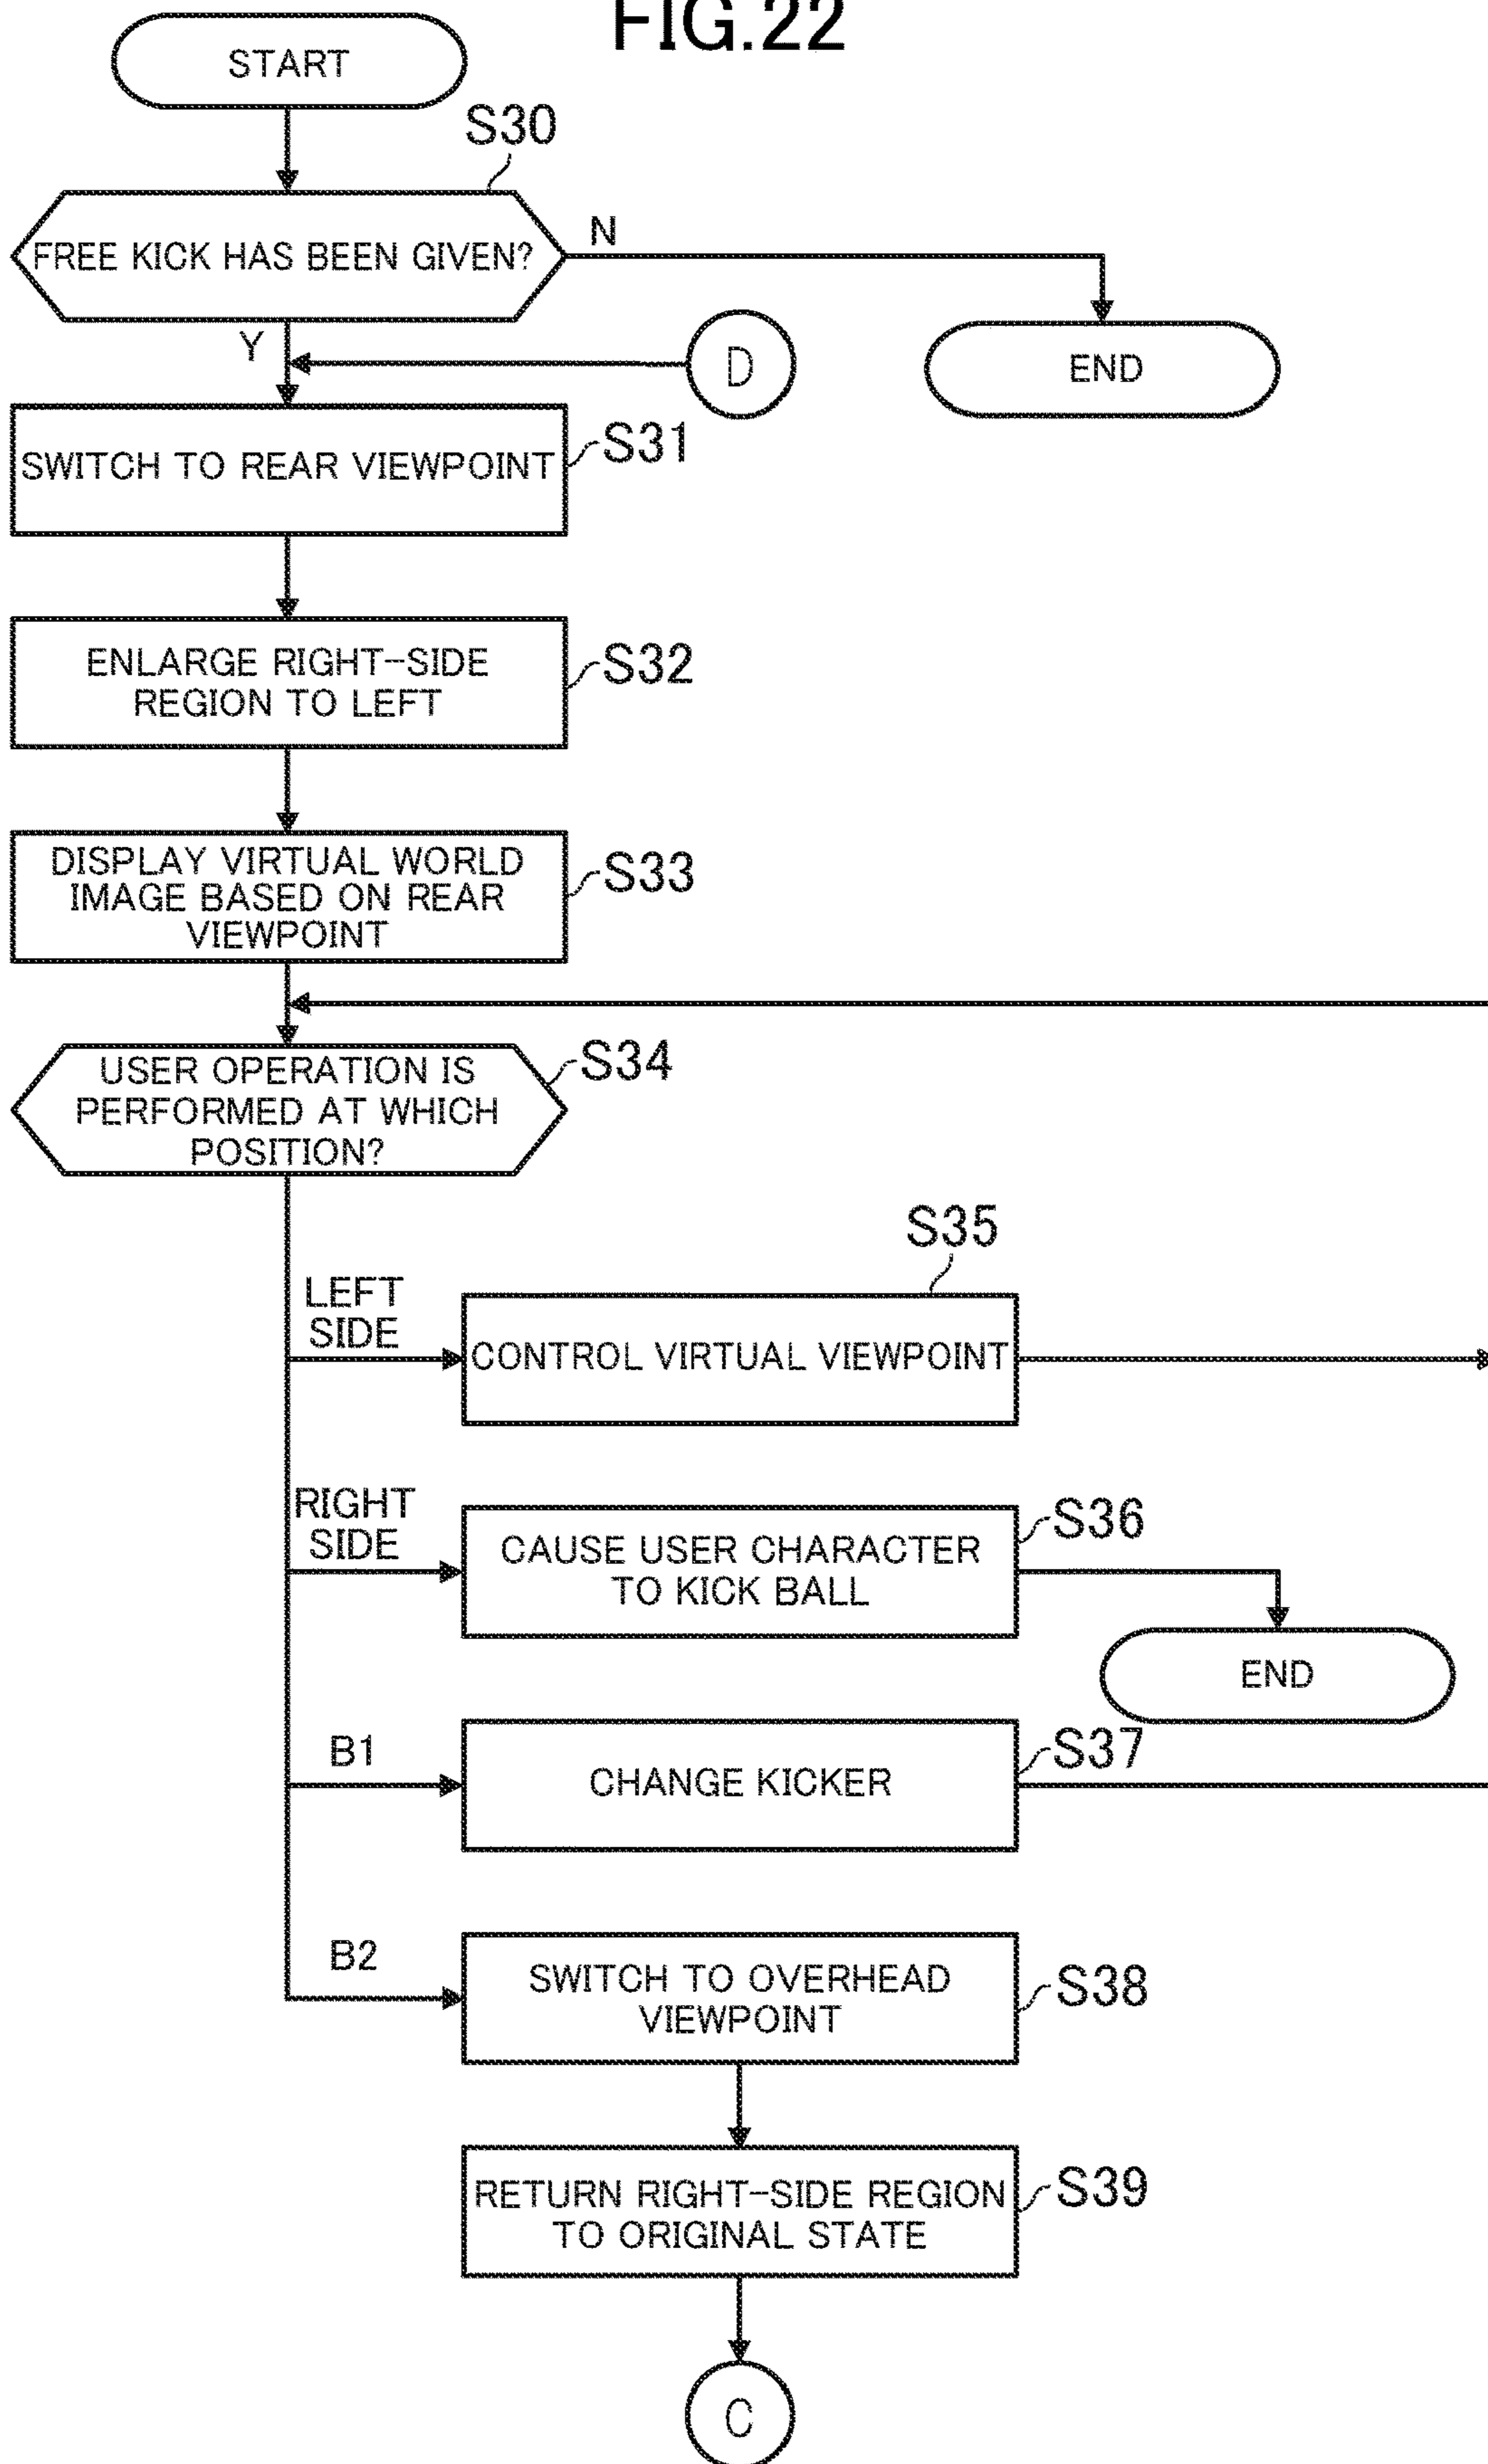 FIG.22
START
S30
FREE KICK HAS BEEN GIVEN?
N
Y
D
END
SWITCH TO REAR VIEWPOINT
S31
ENLARGE RIGHT-SIDE
REGION TO LEFT
S32
DISPLAY VIRTUAL WORLD
IMAGE BASED ON REAR
VIEWPOINT
S33
USER OPERATION IS
PERFORMED AT WHICH
POSITION?
S34
LEFT
SIDE
S35
CONTROL VIRTUAL VIEWPOINT
RIGHT
SIDE
CAUSE USER CHARACTER
TO KICK BALL
S36
END
B1
CHANGE KICKER
S37
B2
SWITCH TO OVERHEAD
VIEWPOINT
S38
RETURN RIGHT-SIDE REGION
TO ORIGINAL STATE
S39
C